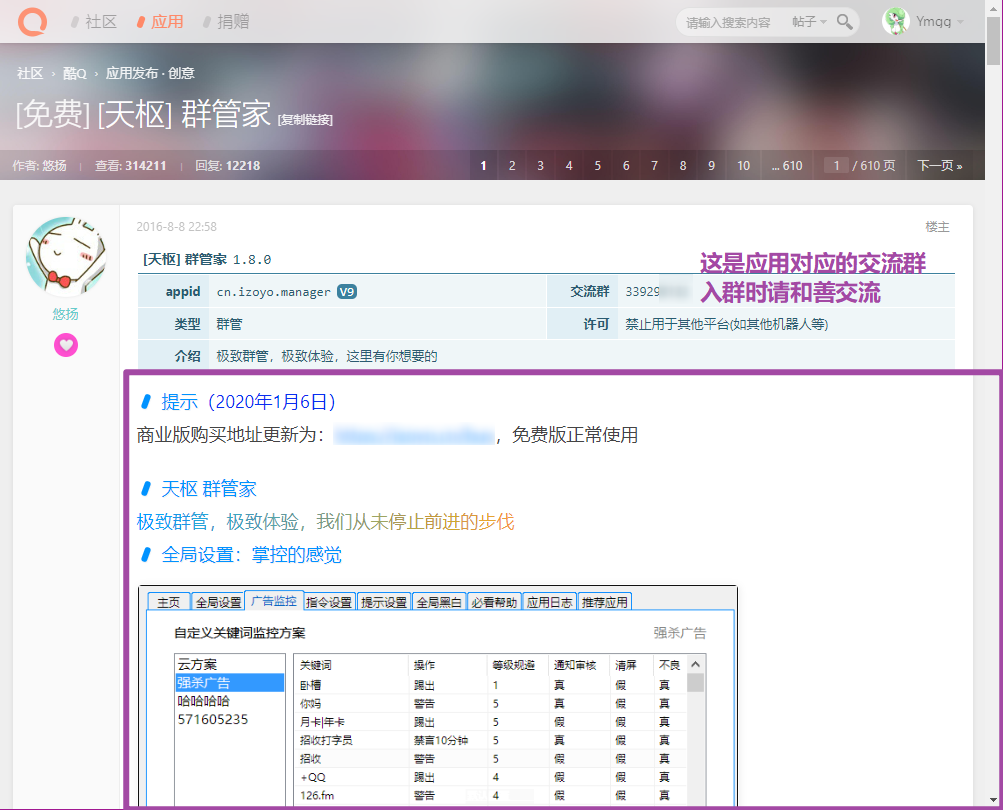 社区 应用 捐赠 请输入搜索内容 帖子 Ymqq
社区 › 酷Q › 应用发布 · 创意
[免费] [天枢] 群管家 [复制链接]
作者: 悠扬 | 查看: 314211 | 回复: 12218 1 2 3 4 5 6 7 8 9 10 ... 610 1 / 610 页 下一页 »
2016-8-8 22:58 楼主
[天枢] 群管家 1.8.0
这是应用对应的交流群
入群时请和善交流
appid cn.izoyo.manager V9 交流群 33929
悠扬
类型 群管 许可 禁止用于其他平台(如其他机器人等)
介绍 极致群管，极致体验，这里有你想要的
提示（2020年1月6日）
商业版购买地址更新为： ，免费版正常使用
天枢 群管家
极致群管，极致体验，我们从未停止前进的步伐
全局设置：掌控的感觉
主页 全局设置 广告监控 指令设置 提示设置 全局黑白 必看帮助 应用日志 推荐应用
自定义关键词监控方案 强杀广告
云方案
强杀广告
哈哈哈哈
571605235
关键词 操作 等级规避 通知审核 清屏 不良
卧槽 踢出 1 真 假 真
你妈 警告 5 真 假 真
月卡|年卡 踢出 5 假 假 真
招收打字员 禁言10分钟 5 真 假 真
招收 警告 5 假 假 真
+QQ 踢出 4 假 假 真
126.fm 警告 4 假 假 真